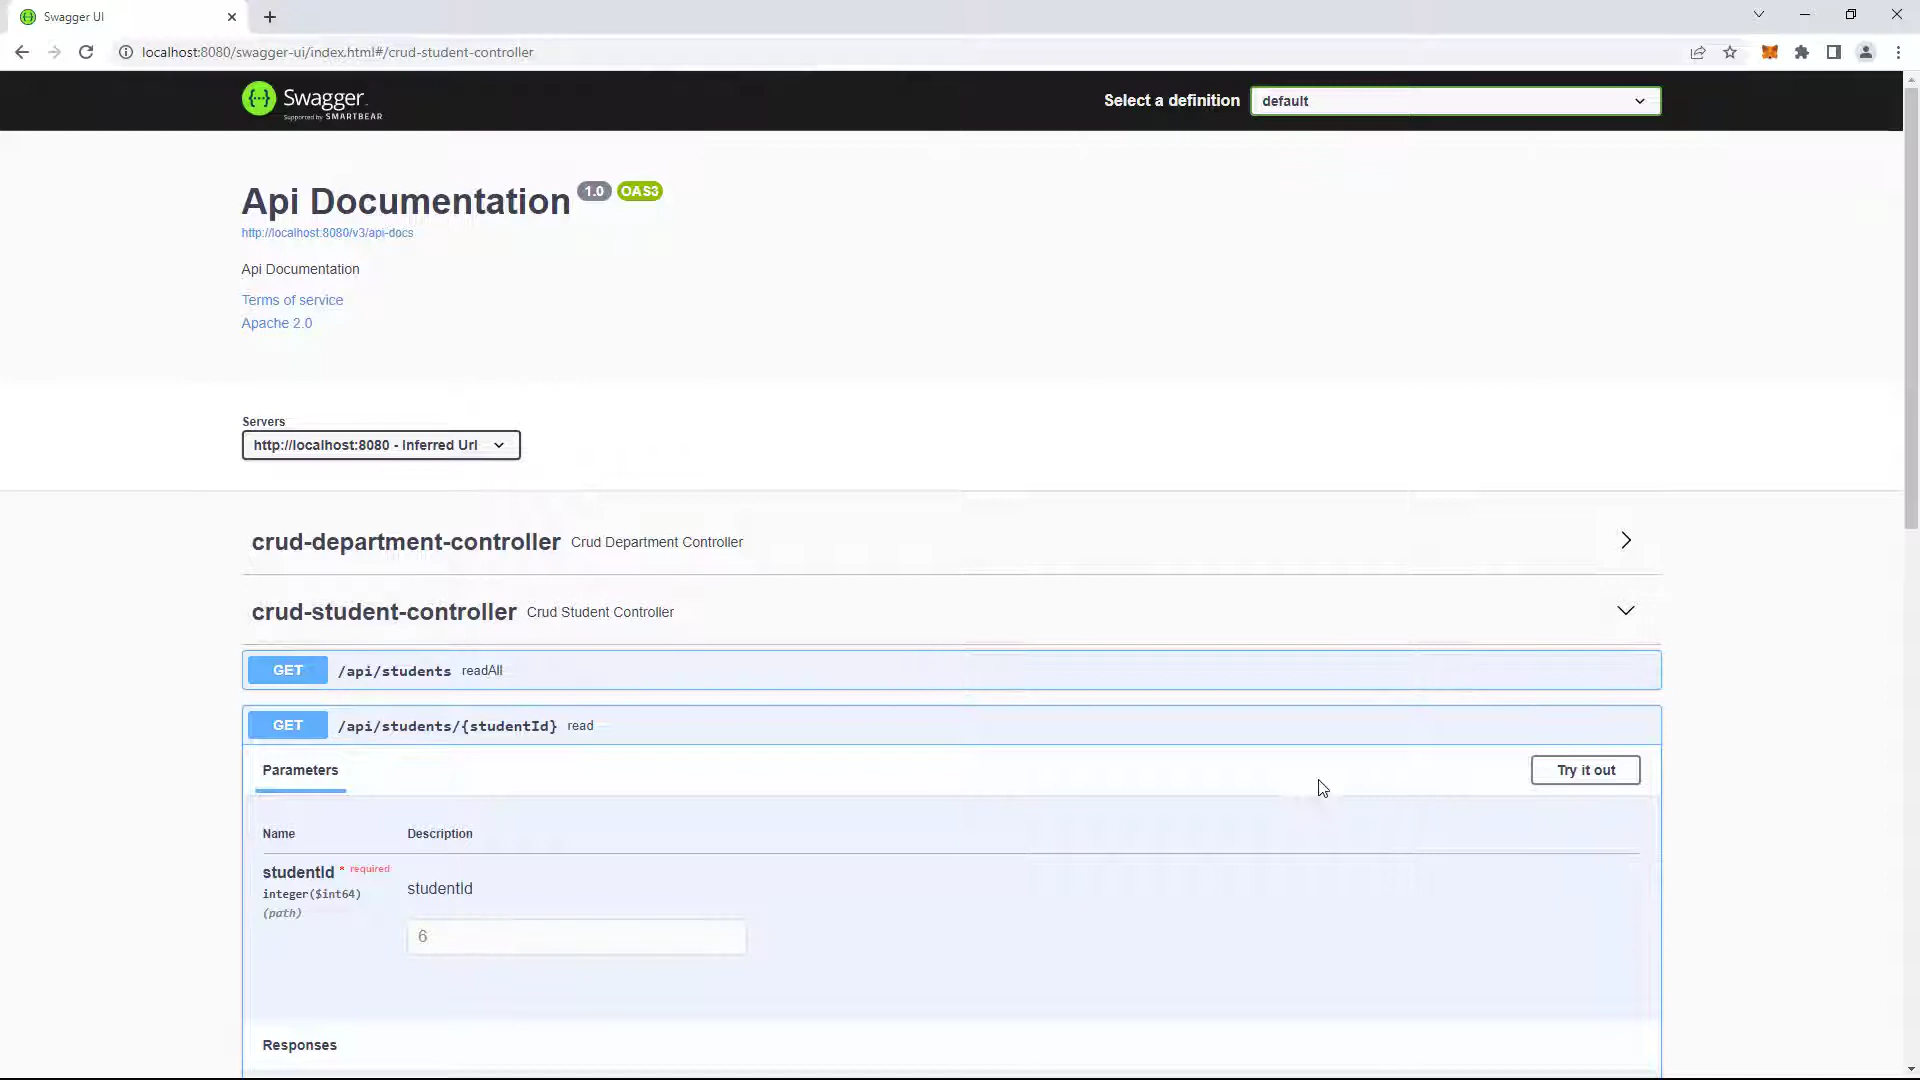 Swagger UI
localhost:8080/swagger-ui/index.html#/crud-student-controller
Swagger
Supported by SMARTBEAR
Select a definition
default
Api Documentation 1.0 OAS3
http://localhost:8080/v3/api-docs
Api Documentation
Terms of service
Apache 2.0
Servers
http://localhost:8080 - Inferred Url
crud-department-controller Crud Department Controller
crud-student-controller Crud Student Controller
GET /api/students readAll
GET /api/students/{studentId} read
Parameters
Try it out
Name Description
studentId * required
integer($int64)
(path)
studentId
6
Responses